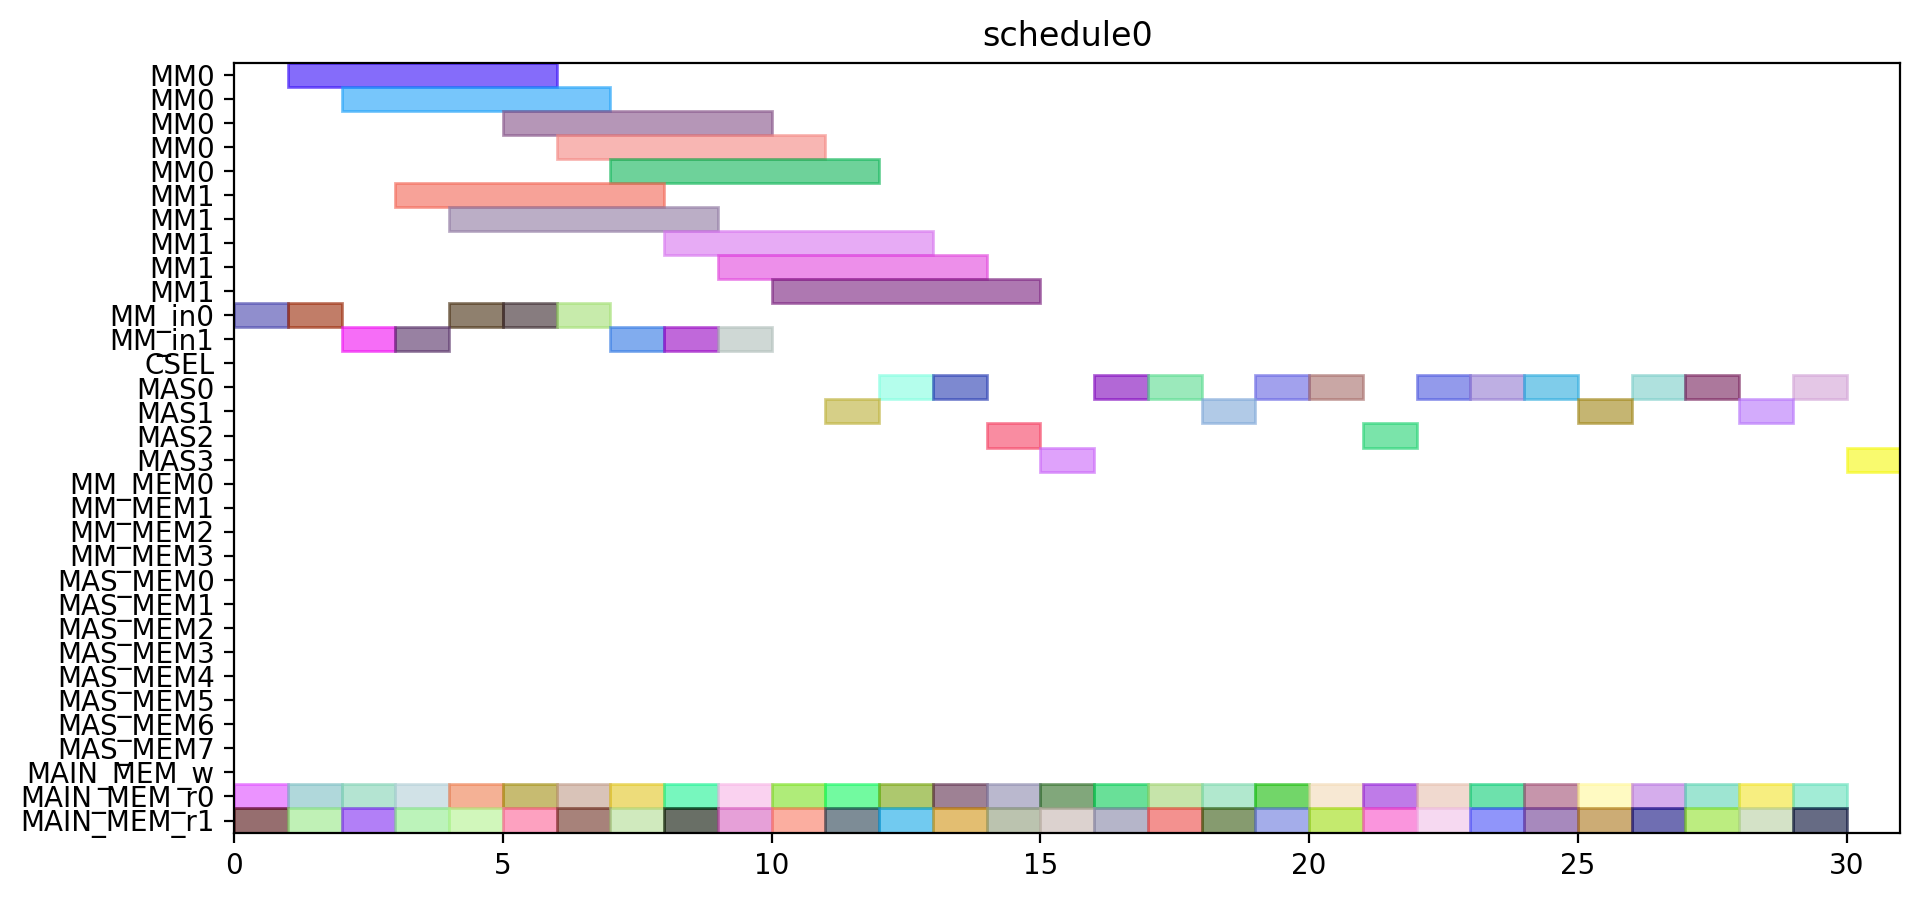 schedule0
MM0
MM0
MM0
MM0
MM0
MM1
MM1
MM1
MM1
MM1
MM_in0
MM_in1
CSEL
MAS0
MAS1
MAS2
MAS3
MM_MEM0
MM_MEM1
MM_MEM2
MM_MEM3
MAS_MEM0
MAS_MEM1
MAS_MEM2
MAS_MEM3
MAS_MEM4
MAS_MEM5
MAS_MEM6
MAS_MEM7
MAIN_MEM_w
MAIN_MEM_r0
MAIN_MEM_r1
0 5 10 15 20 25 30